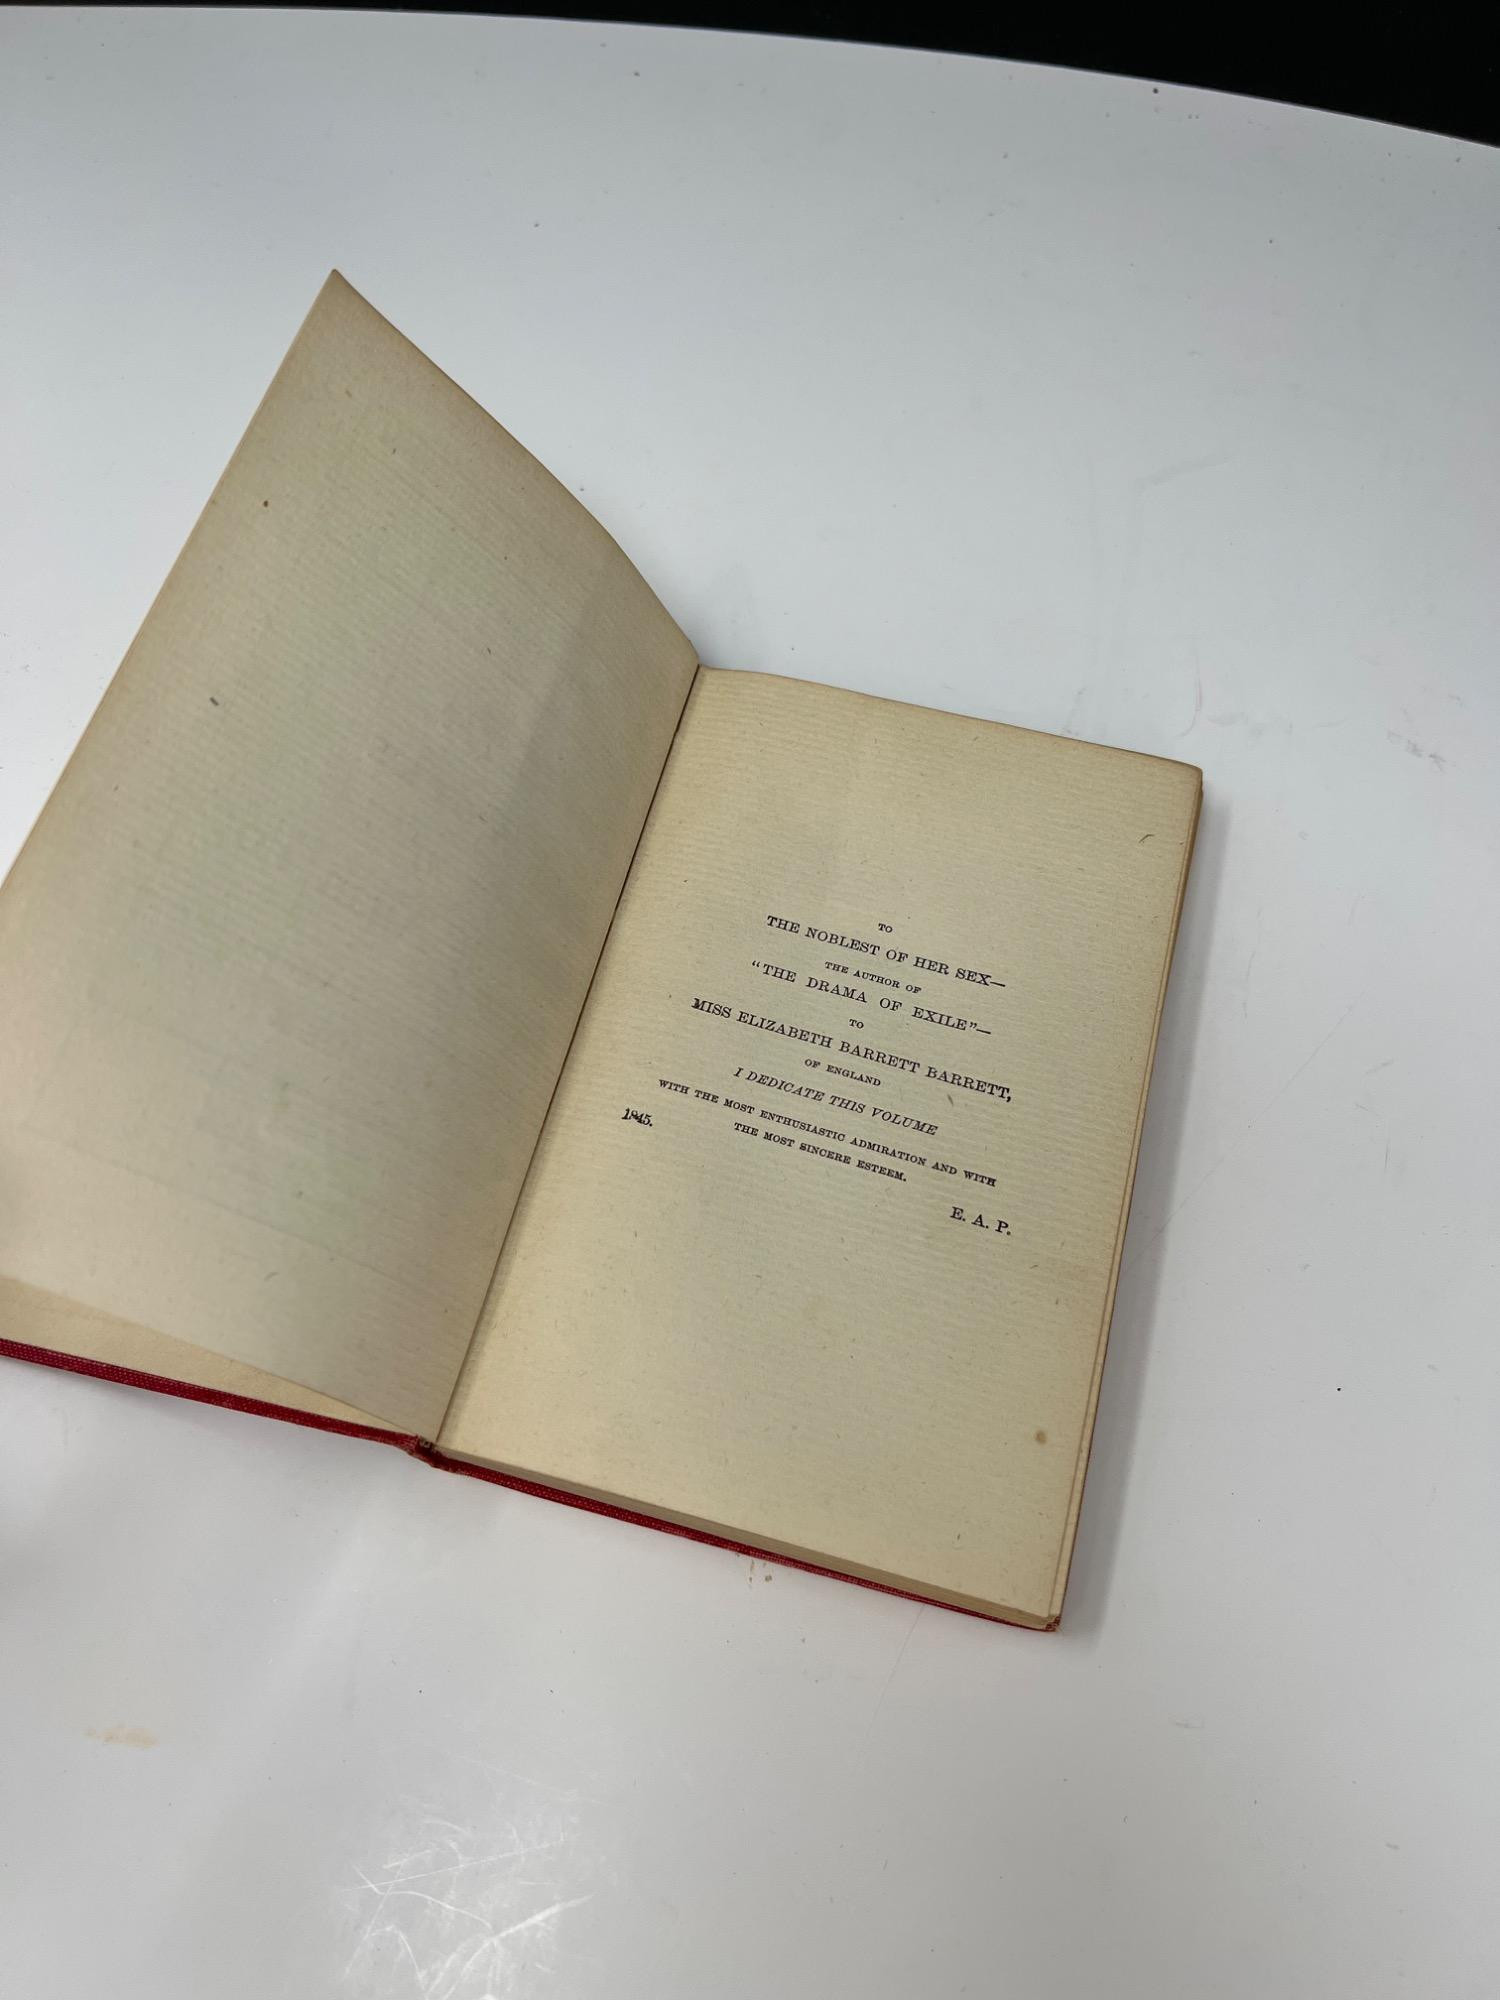 TO
THE NOBLEST OF HER SEX—
THE AUTHOR OF
"THE DRAMA OF EXILE"—
TO
MISS ELIZABETH BARRETT BARRETT,
OF ENGLAND
I DEDICATE THIS VOLUME
WITH THE MOST ENTHUSIASTIC ADMIRATION AND WITH
THE MOST SINCERE ESTEEM.
1845.
E. A. P.